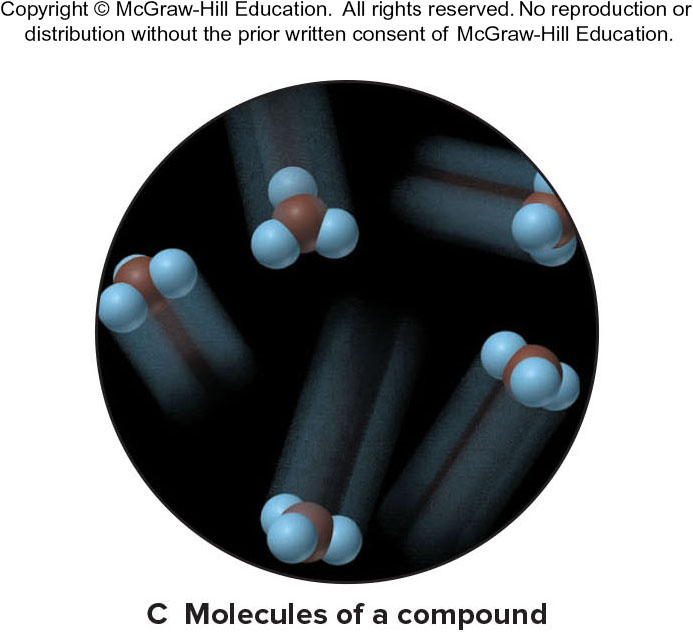 Copyright © McGraw-Hill Education. All rights reserved. No reproduction or
distribution without the prior written consent of McGraw-Hill Education.
C Molecules of a compound